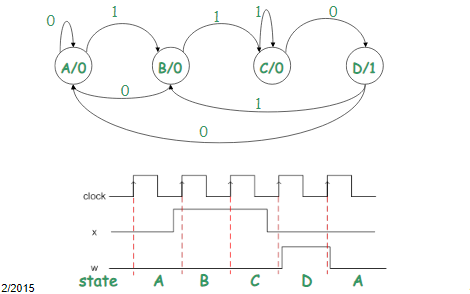 0 1 1 1 0
A/0 B/0 C/0 D/1
0 1
0
clock
x
w
2/2015 state A B C D A